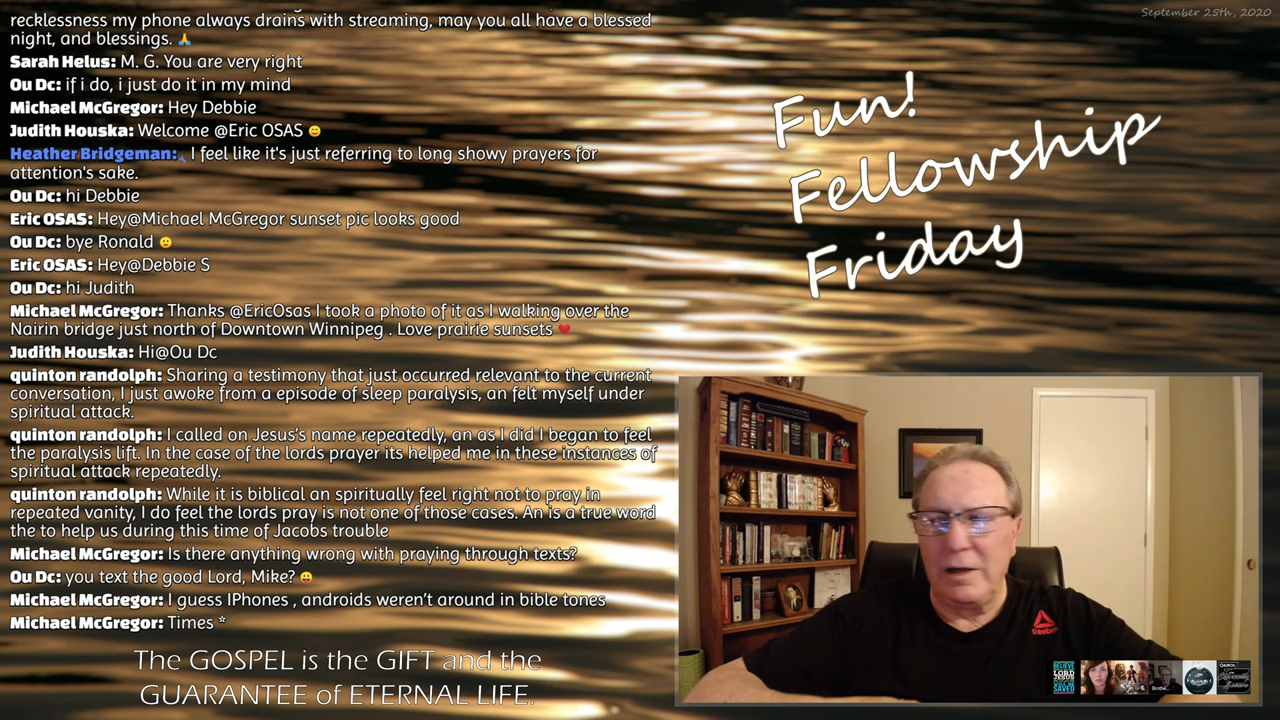 recklessness my phone always drains with streaming, may you all have a blessed
night, and blessings. 🙏
Sarah Helus: M. G. You are very right
Ou Dc: if i do, i just do it in my mind
Michael McGregor: Hey Debbie
Judith Houska: Welcome @Eric OSAS 😊
Heather Bridgeman: I feel like it's just referring to long showy prayers for
attention's sake.
Ou Dc: hi Debbie
Eric OSAS: Hey@Michael McGregor sunset pic looks good
Ou Dc: bye Ronald 🙂
Eric OSAS: Hey@Debbie S
Ou Dc: hi Judith
Michael McGregor: Thanks @EricOsas I took a photo of it as I walking over the
Nairin bridge just north of Downtown Winnipeg . Love prairie sunsets ❤️
Judith Houska: Hi@Ou Dc
quinton randolph: Sharing a testimony that just occurred relevant to the current
conversation, I just awoke from a episode of sleep paralysis, an felt myself under
spiritual attack.
quinton randolph: I called on Jesus's name repeatedly, an as I did I began to feel
the paralysis lift. In the case of the lords prayer its helped me in these instances of
spiritual attack repeatedly.
quinton randolph: While it is biblical an spiritually feel right not to pray in
repeated vanity, I do feel the lords pray is not one of those cases. An is a true word
the to help us during this time of Jacobs trouble
Michael McGregor: Is there anything wrong with praying through texts?
Ou Dc: you text the good Lord, Mike? 😀
Michael McGregor: I guess IPhones , androids weren't around in bible tones
Michael McGregor: Times *
The GOSPEL is the GIFT and the
GUARANTEE of ETERNAL LIFE.
September 25th, 2020
Fun!
Fellowship
Friday
Reebok
BELIEVE
LORD
JESUS
SAVED
Brothe...
CHURCH